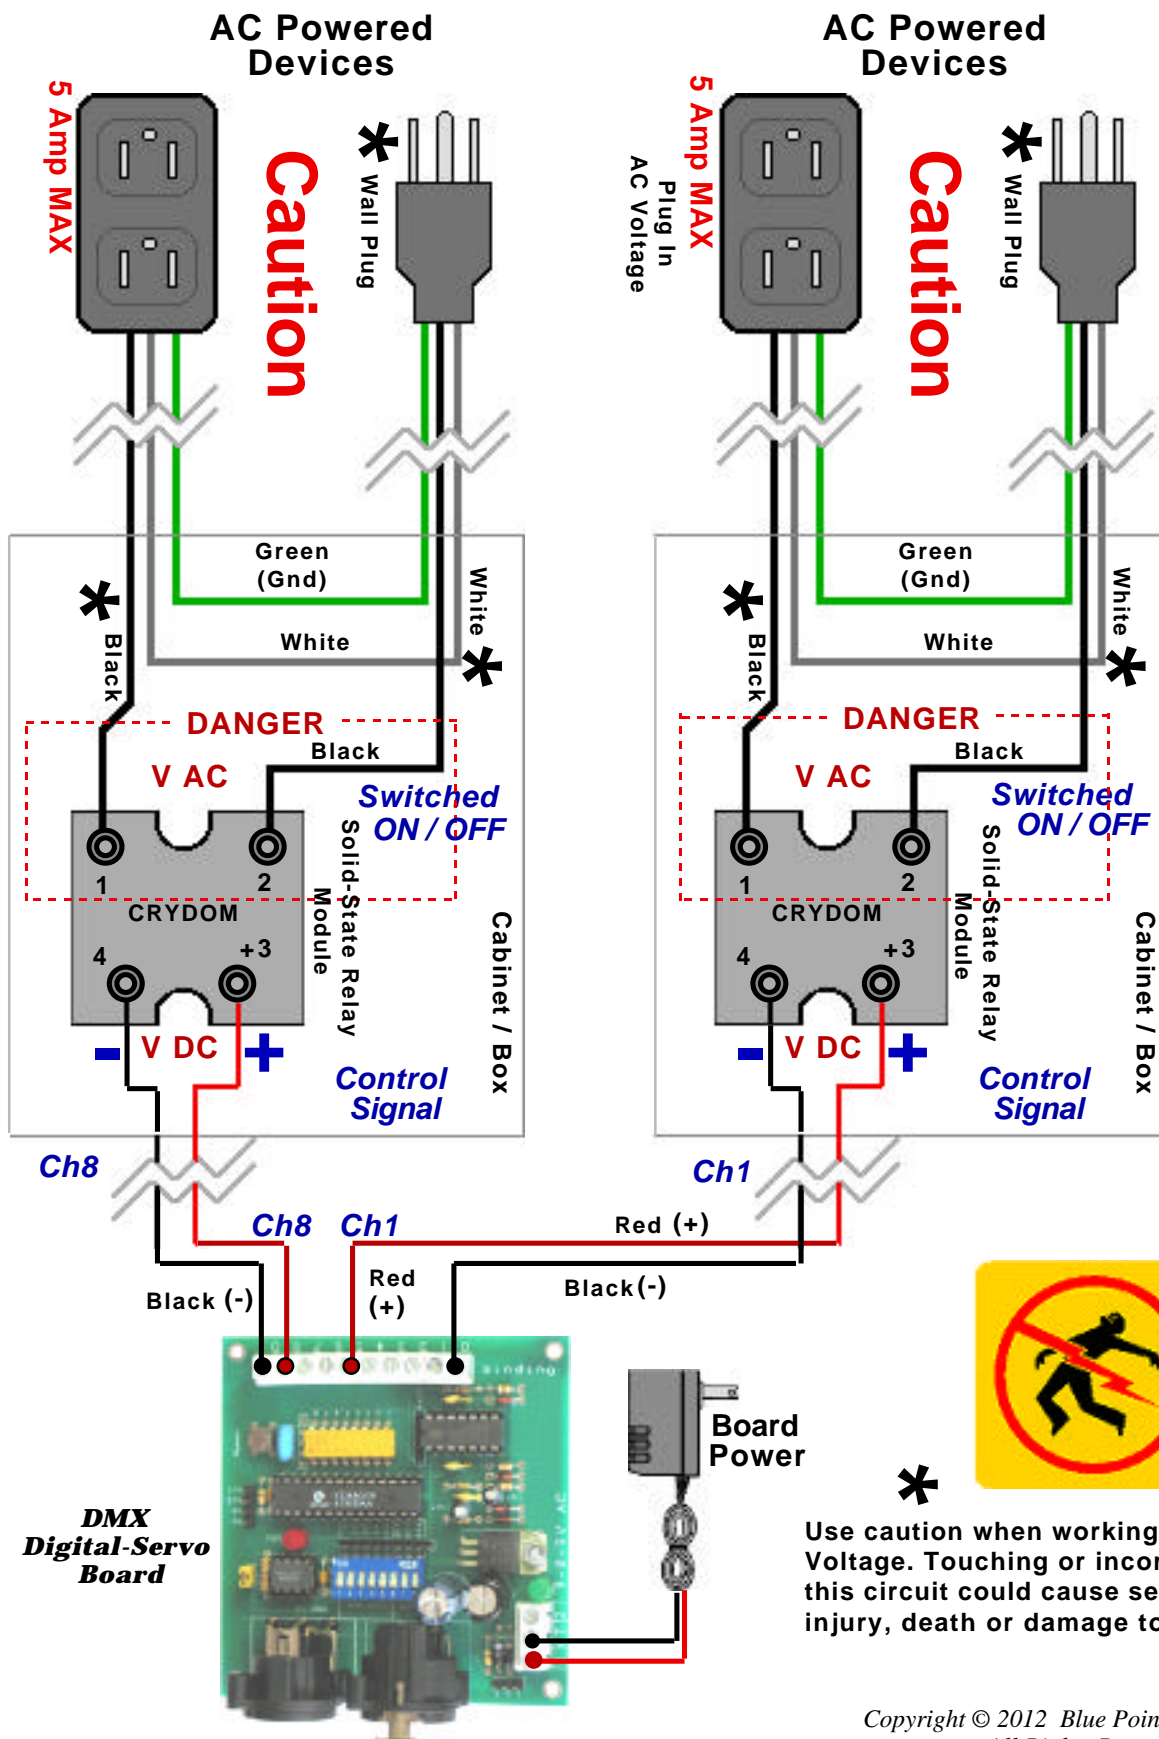 AC Powered
Devices
5 Amp MAX
Caution
* Wall Plug
AC Powered
Devices
Plug In
AC Voltage
5 Amp MAX
Caution
* Wall Plug
Green
(Gnd)
White
* Black
White *
DANGER
Black
V AC
Switched
ON / OFF
1
2
CRYDOM
4
+3
Solid-State Relay
Module
Cabinet / Box
- V DC +
Control
Signal
Ch8
Green
(Gnd)
White
* Black
White *
DANGER
Black
V AC
Switched
ON / OFF
1
2
CRYDOM
4
+3
Solid-State Relay
Module
Cabinet / Box
- V DC +
Control
Signal
Ch1
Ch8
Ch1
Red (+)
Black (-)
Red
(+)
Black (-)
Binding
Board
Power
DMX
Digital-Servo
Board
*
Use caution when working
Voltage. Touching or incor
this circuit could cause se
injury, death or damage to
Copyright © 2012 Blue Poin